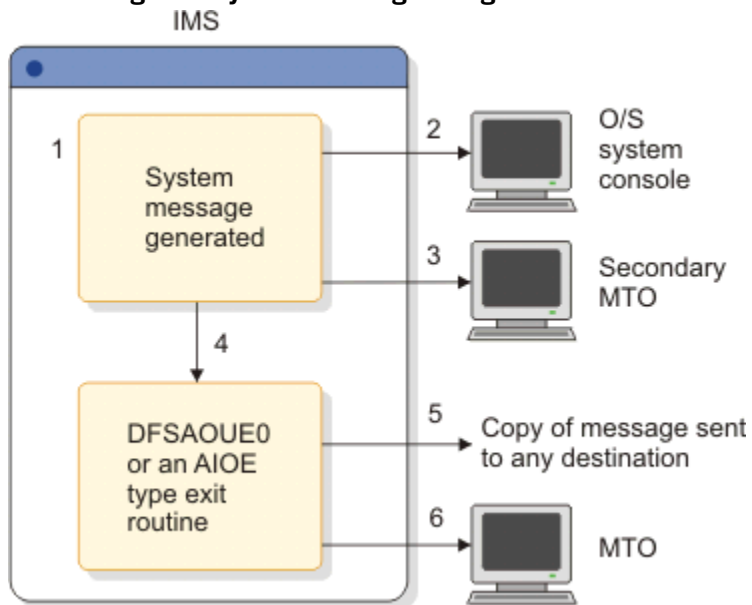 IMS
1
System
message
generated
2
O/S
system
console
3
Secondary
MTO
4
DFSAOUE0
or an AIOE
type exit
routine
5
Copy of message sent
to any destination
6
MTO